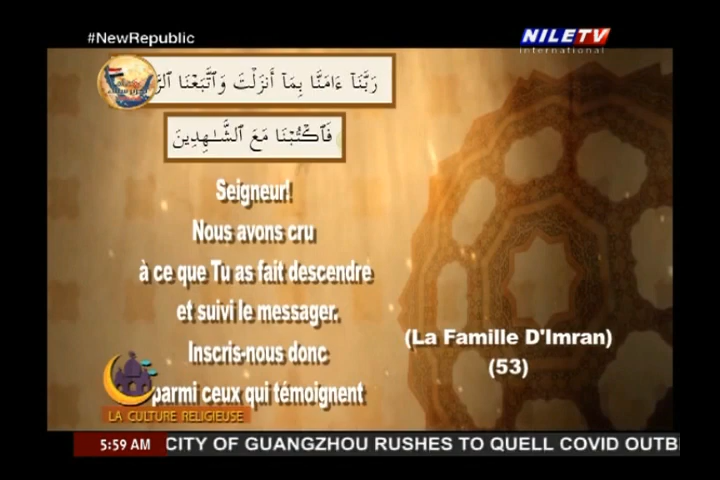 #NewRepublic
NILETV
international
رَبَّنَآ ءَامَنَّا بِمَآ أَنزَلْتَ وَٱتَّبَعْنَا
فَٱكْتُبْنَا مَعَ ٱلشَّٰهِدِينَ
Seigneur!
Nous avons cru
à ce que Tu as fait descendre
et suivi le messager.
Inscris-nous donc
parmi ceux qui témoignent
(La Famille D'Imran)
(53)
LA CULTURE RELIGIEUSE
5:59 AM CITY OF GUANGZHOU RUSHES TO QUELL COVID OUTB